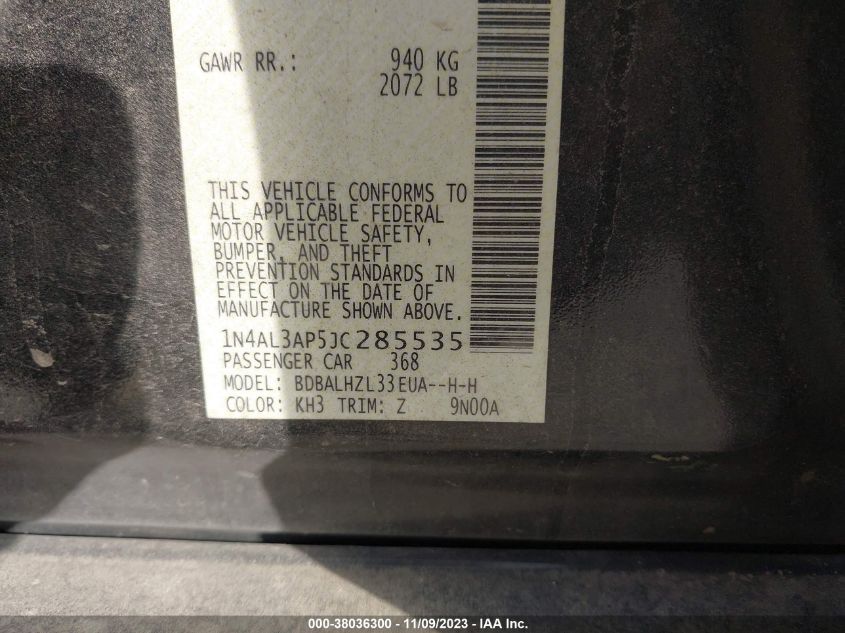 GAWR RR.: 940 KG
2072 LB
THIS VEHICLE CONFORMS TO
ALL APPLICABLE FEDERAL
MOTOR VEHICLE SAFETY,
BUMPER, AND THEFT
PREVENTION STANDARDS IN
EFFECT ON THE DATE OF
MANUFACTURE SHOWN ABOVE.
1N4AL3AP5JC285535
PASSENGER CAR 368
MODEL: BDBALHZL33EUA--H-H
COLOR: KH3 TRIM: Z 9N00A
000-38036300 - 11/09/2023 - IAA Inc.